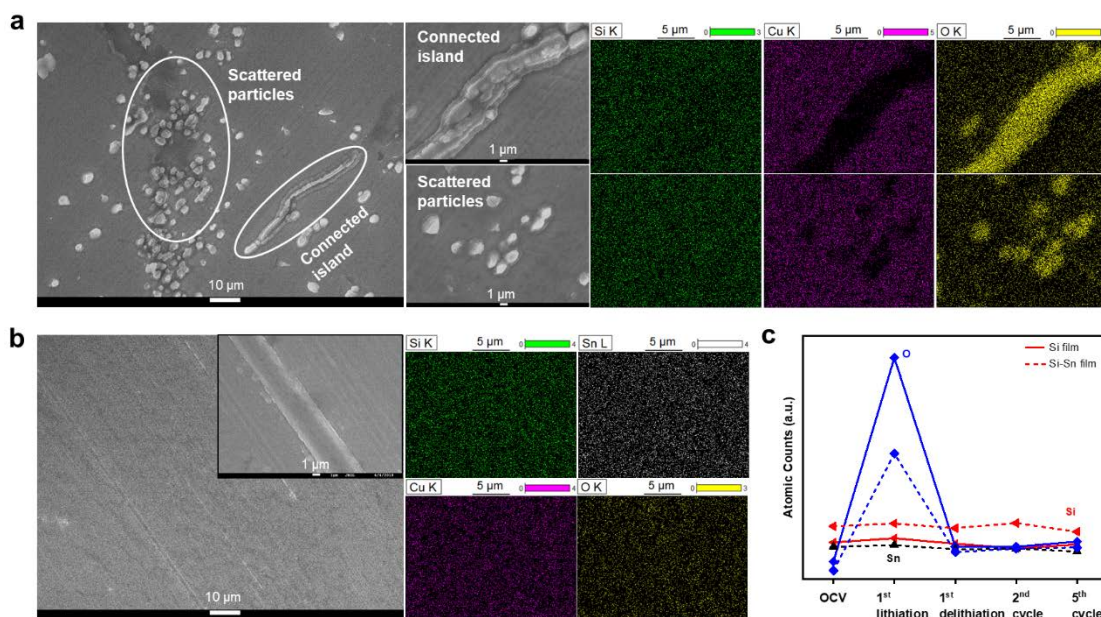 a
Scattered
particles
Connected
island
10 µm
Connected
island
1 µm
Scattered
particles
1 µm
Si K
5 µm
0
3
Cu K
5 µm
0
5
O K
5 µm
0
b
1 µm
10 µm
Si K
5 µm
0
4
Sn L
5 µm
0
4
Cu K
5 µm
0
4
O K
5 µm
0
3
c
Si film
Si-Sn film
O
Si
Sn
Atomic Counts (a.u.)
OCV
1st lithiation
1st delithiation
2nd cycle
5th cycle